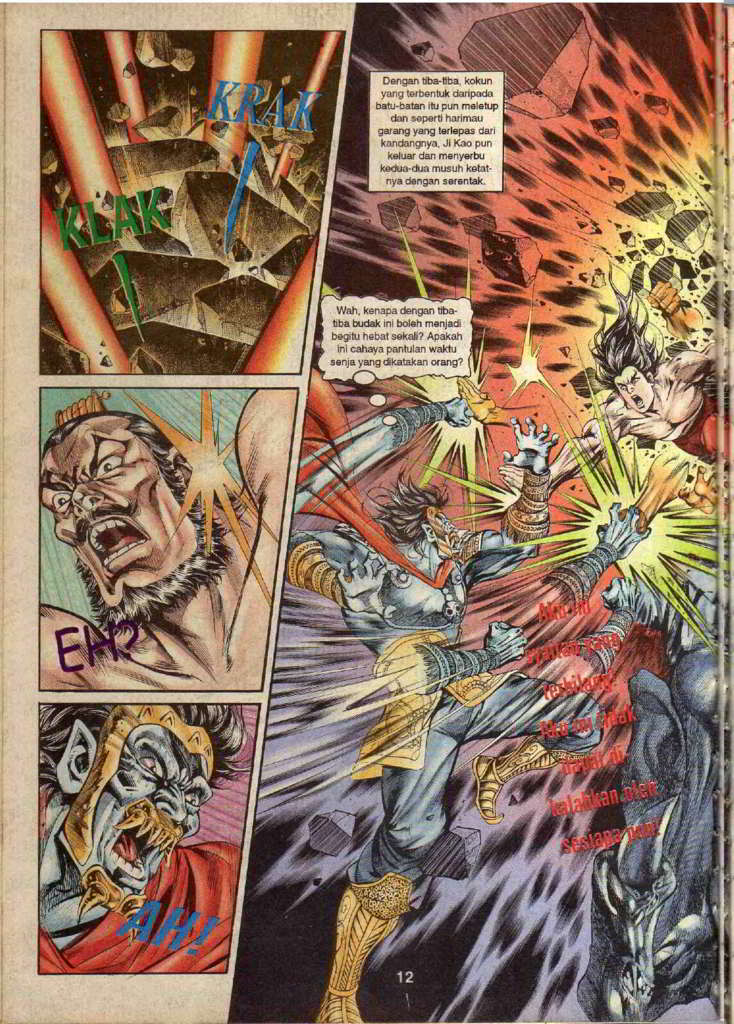 KRAK
KLAK
EH?
AH!
Dengan tiba-tiba, kokun
yang terbentuk daripada
batu-batan itu pun meletup
dan seperti harimau
garang yang terlepas dari
kandangnya, Ji Kao pun
keluar dan menyerbu
kedua-dua musuh ketat-
nya dengan serentak.
Wah, kenapa dengan tiba-
tiba budak ini boleh menjadi
begitu hebat sekali? Apakah
ini cahaya pantulan waktu
senja yang dikatakan orang?
Aku ini
syaitan yang
terbilang
Aku ini tidak
dapat di
kalahkan oleh
sesiapa pun!
12